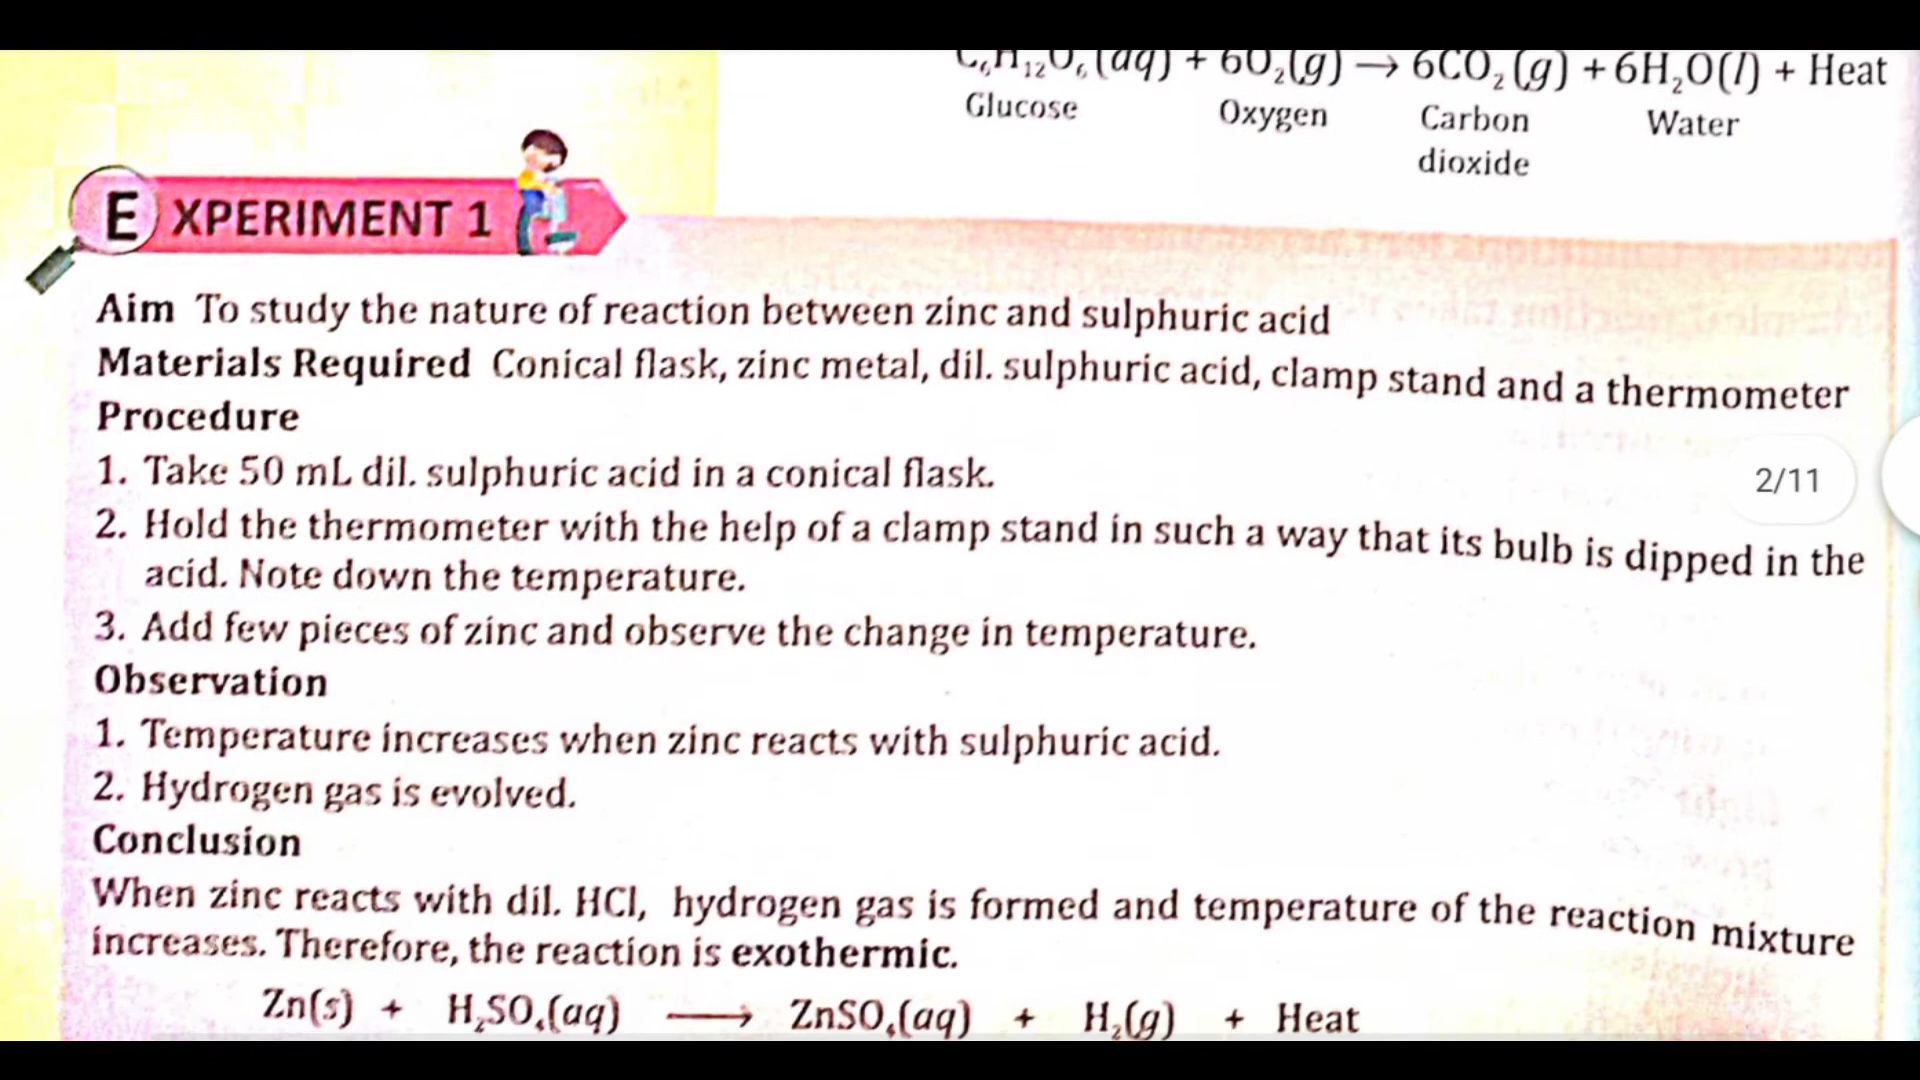 C₆H₁₂O₆(aq) + 6O₂(g) → 6CO₂(g) + 6H₂O(l) + Heat
Glucose Oxygen Carbon dioxide Water
EXPERIMENT 1
Aim To study the nature of reaction between zinc and sulphuric acid
Materials Required Conical flask, zinc metal, dil. sulphuric acid, clamp stand and a thermometer
Procedure
1. Take 50 mL dil. sulphuric acid in a conical flask.
2/11
2. Hold the thermometer with the help of a clamp stand in such a way that its bulb is dipped in the
acid. Note down the temperature.
3. Add few pieces of zinc and observe the change in temperature.
Observation
1. Temperature increases when zinc reacts with sulphuric acid.
2. Hydrogen gas is evolved.
Conclusion
When zinc reacts with dil. HCl, hydrogen gas is formed and temperature of the reaction mixture
increases. Therefore, the reaction is exothermic.
Zn(s) + H₂SO₄(aq) ⟶ ZnSO₄(aq) + H₂(g) + Heat